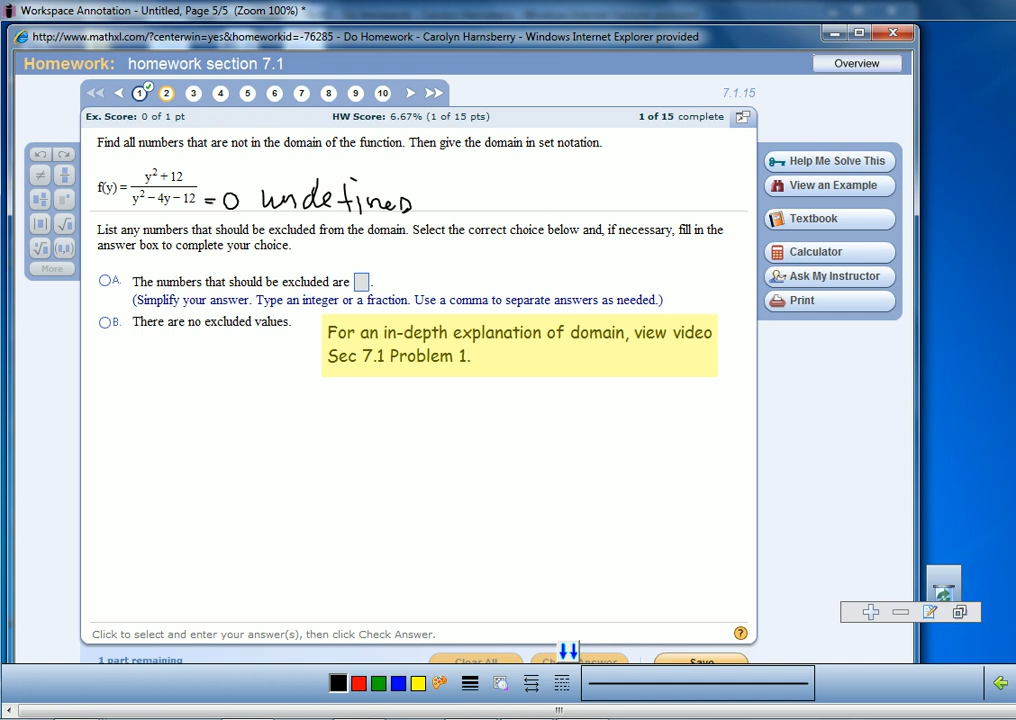 Workspace Annotation - Untitled, Page 5/5 (Zoom 100%) *
http://www.mathxl.com/?centerwin=yes&homeworkid=-76285 - Do Homework - Carolyn Harnsberry - Windows Internet Explorer provided
Homework: homework section 7.1
Overview
1 2 3 4 5 6 7 8 9 10
7.1.15
Ex. Score: 0 of 1 pt
HW Score: 6.67% (1 of 15 pts)
1 of 15 complete
Find all numbers that are not in the domain of the function. Then give the domain in set notation.
y² + 12
f(y) =
y² − 4y − 12 = 0 undefined
List any numbers that should be excluded from the domain. Select the correct choice below and, if necessary, fill in the
answer box to complete your choice.
A. The numbers that should be excluded are .
(Simplify your answer. Type an integer or a fraction. Use a comma to separate answers as needed.)
B. There are no excluded values.
For an in-depth explanation of domain, view video
Sec 7.1 Problem 1.
More
Help Me Solve This
View an Example
Textbook
Calculator
Ask My Instructor
Print
Click to select and enter your answer(s), then click Check Answer.
?
1 part remaining
Clear All
Check Answer
Save